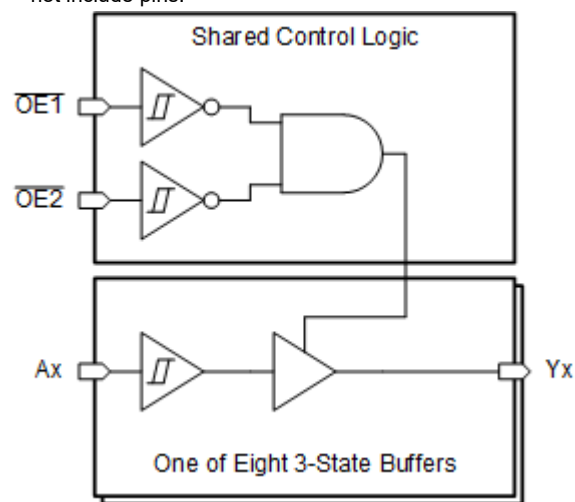 not include pins.
Shared Control Logic
OE1
OE2
Ax
Yx
One of Eight 3-State Buffers